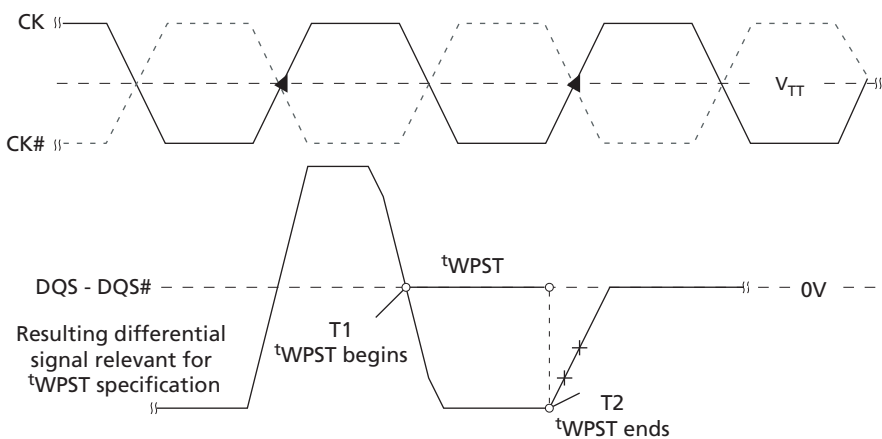 CK
V_TT
CK#
tWPST
DQS - DQS#
0V
T1
tWPST begins
Resulting differential
signal relevant for
tWPST specification
T2
tWPST ends